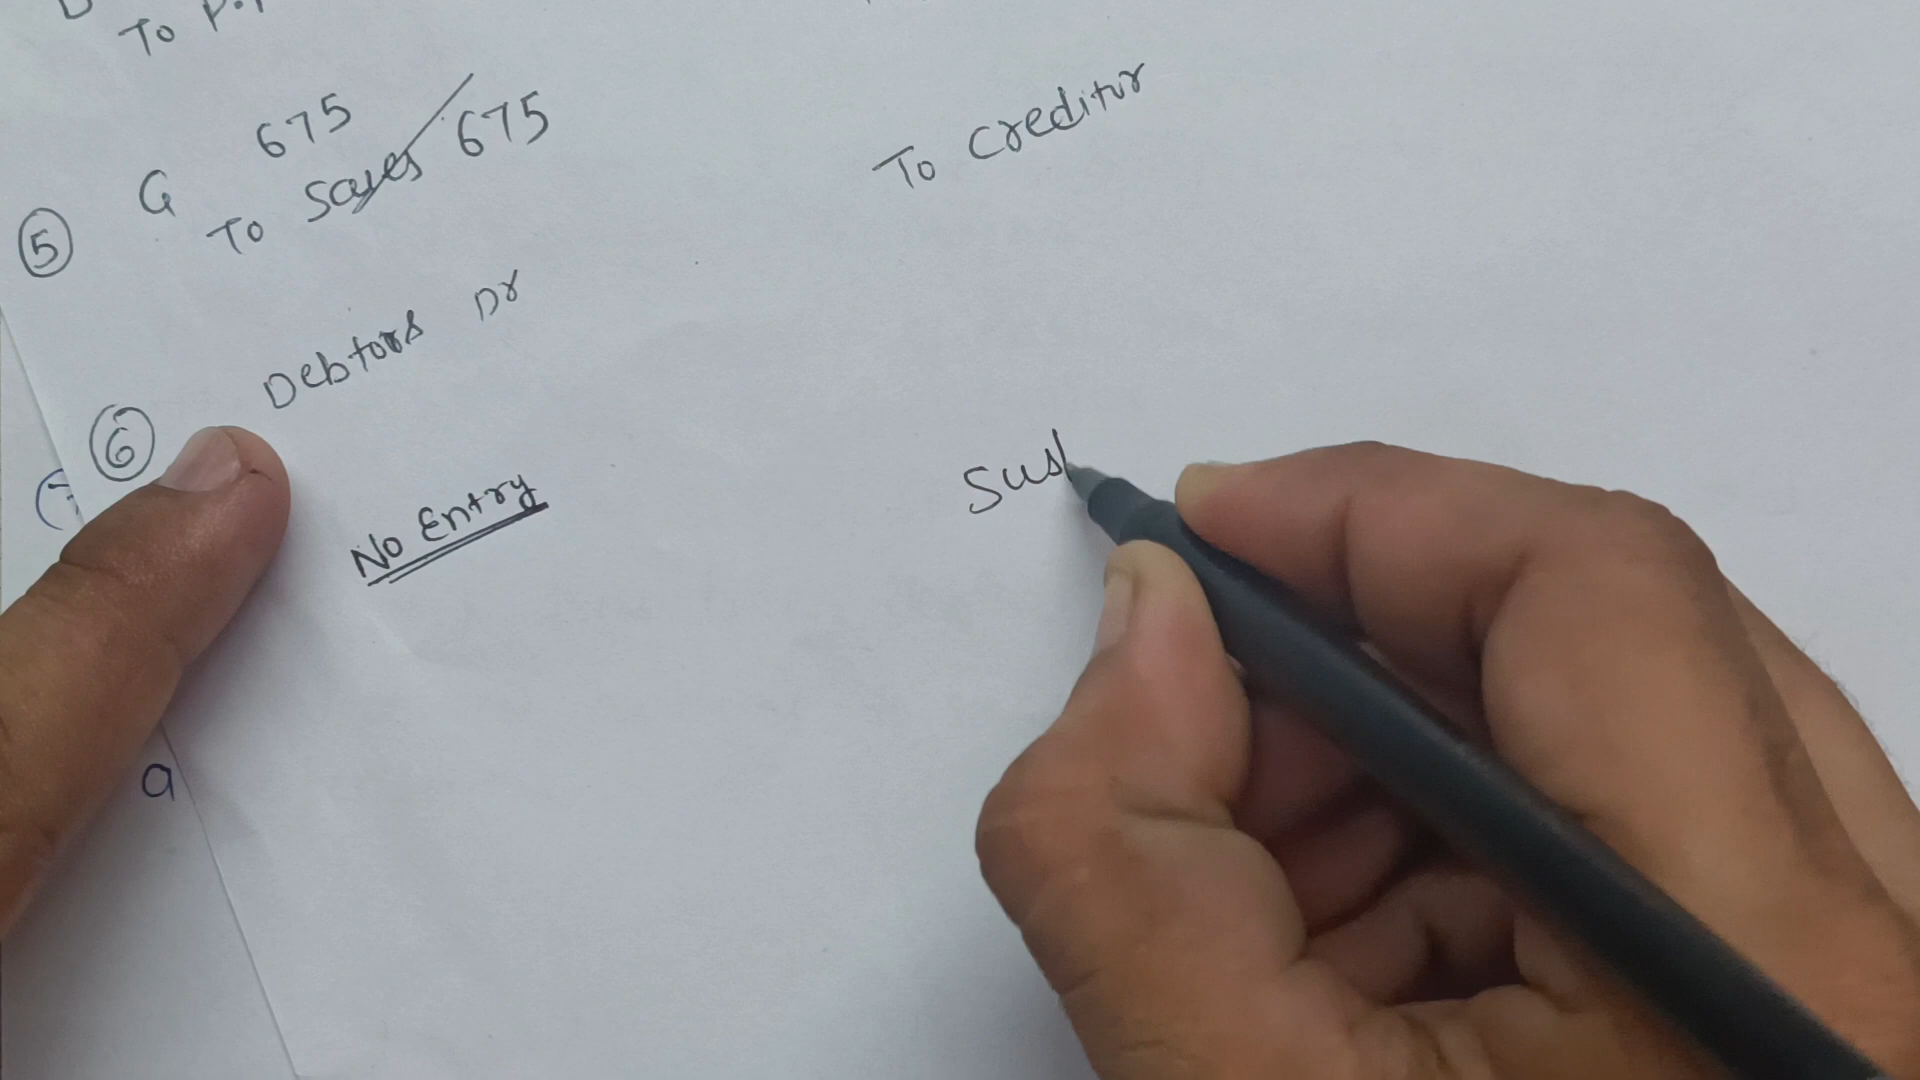 To P.
G 675
To Sales 675
5
To Creditor
Debtors Dr
6
No Entry
Sus
a